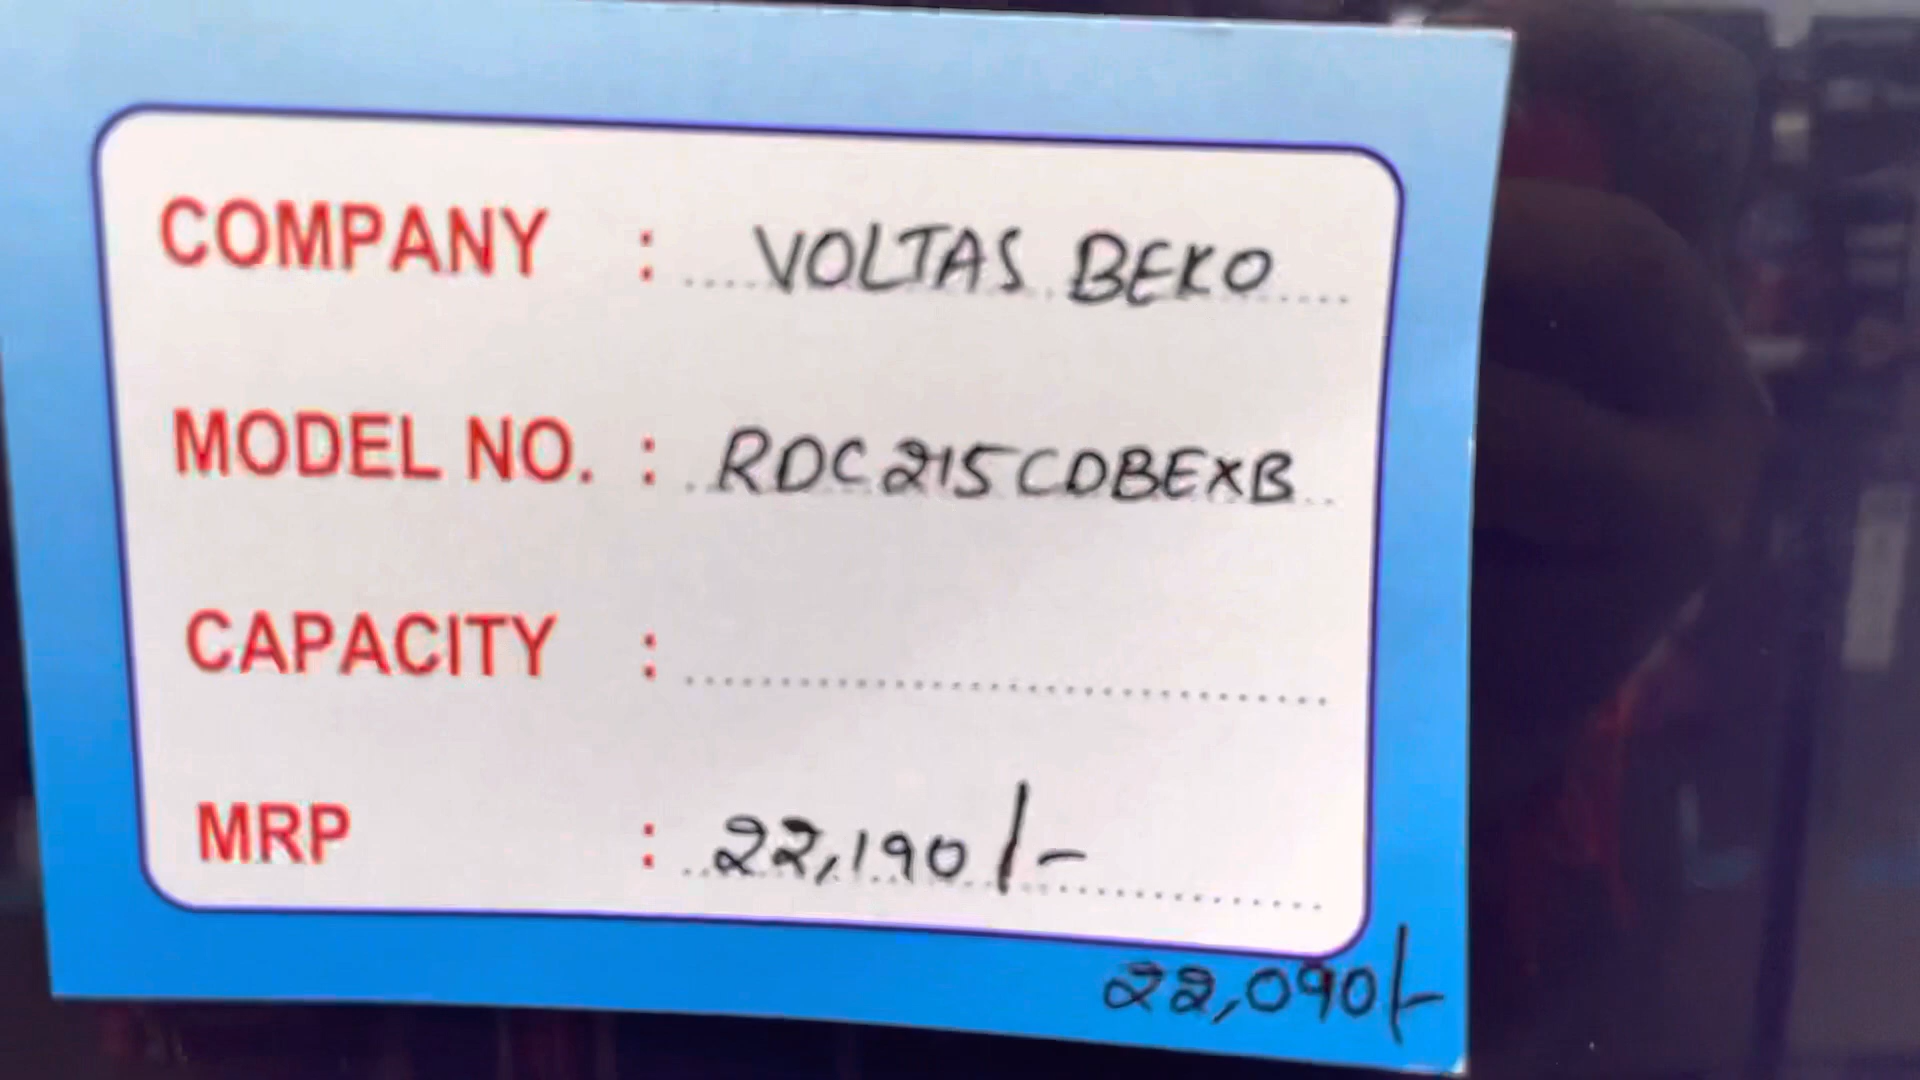 COMPANY : VOLTAS BEKO
MODEL NO. : RDC215CDBEXB
CAPACITY :
MRP : 22,190/-
22,090/-